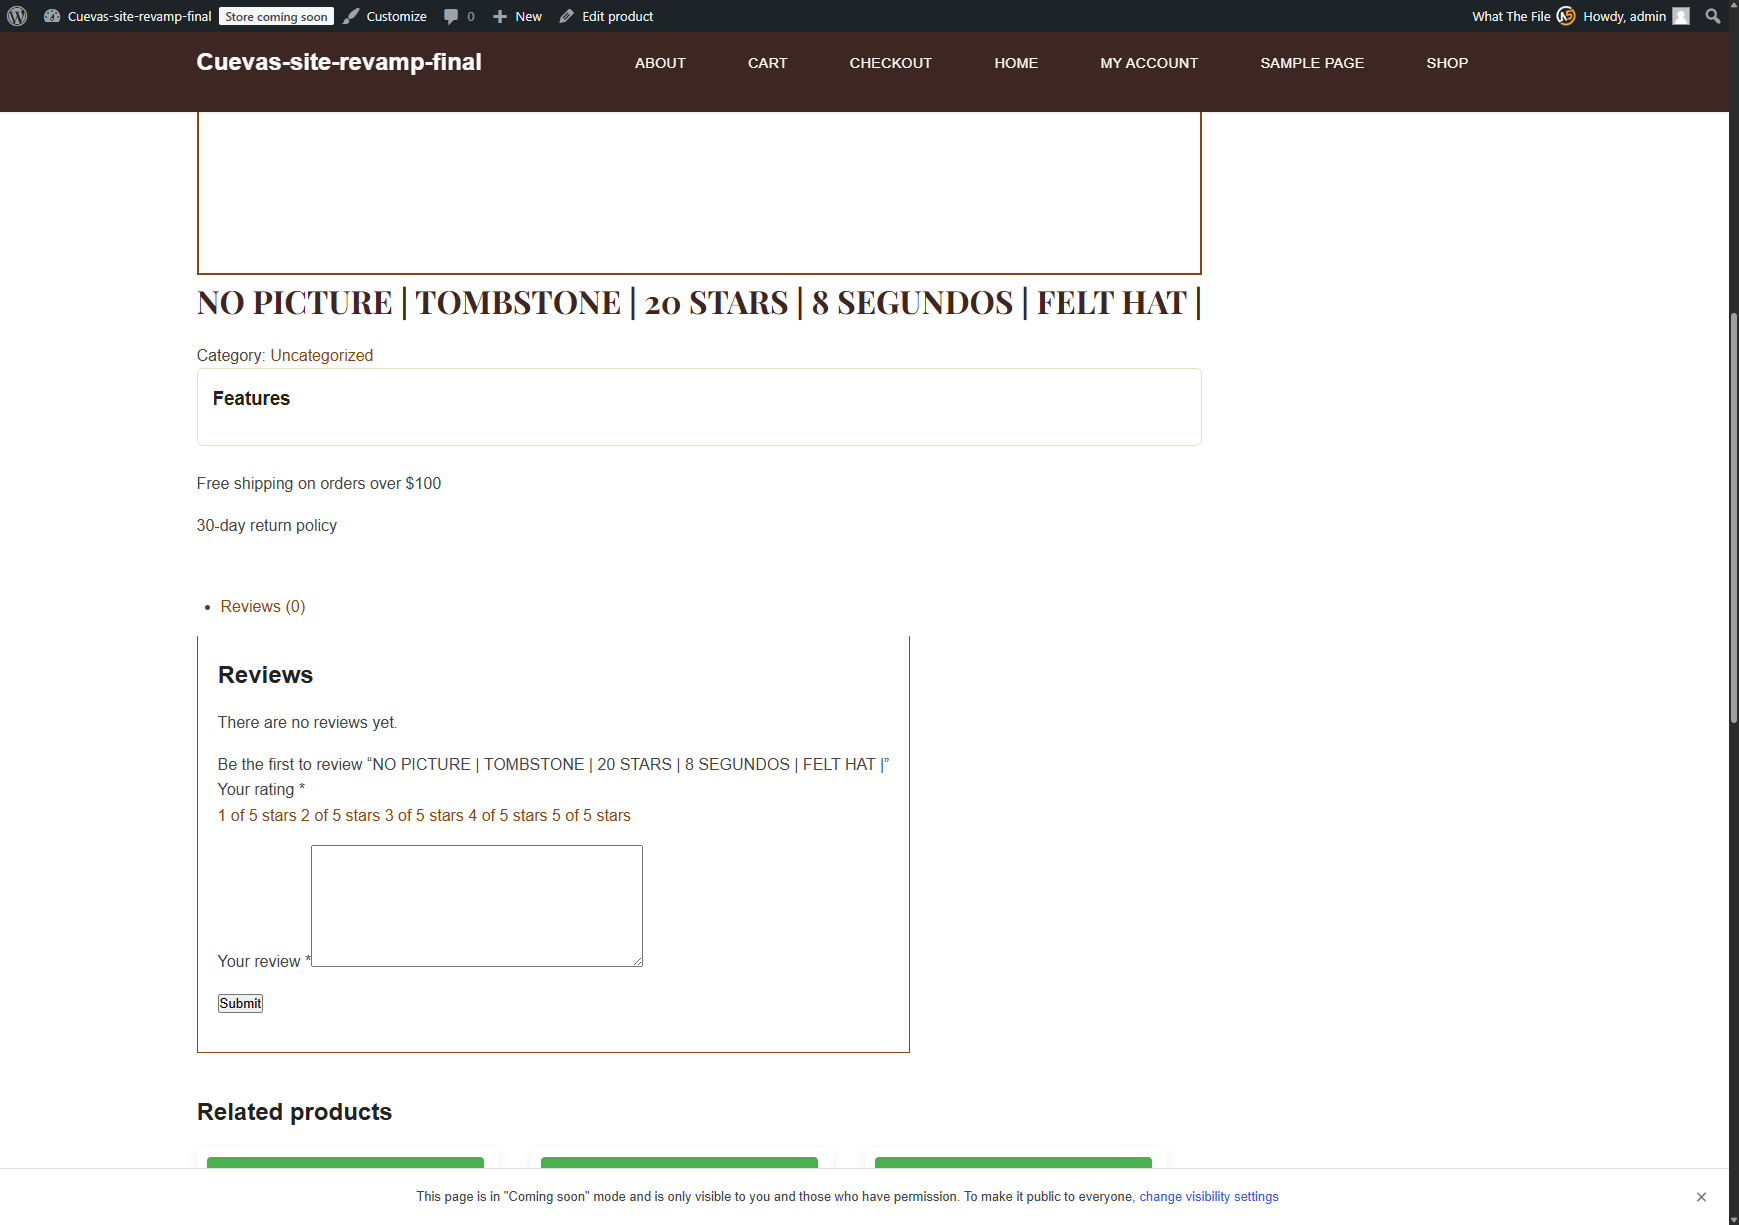 Cuevas-site-revamp-final Store coming soon Customize 0 New Edit product What The File Howdy, admin
Cuevas-site-revamp-final ABOUT CART CHECKOUT HOME MY ACCOUNT SAMPLE PAGE SHOP
NO PICTURE | TOMBSTONE | 20 STARS | 8 SEGUNDOS | FELT HAT |
Category: Uncategorized
Features
Free shipping on orders over $100
30-day return policy
• Reviews (0)
Reviews
There are no reviews yet.
Be the first to review “NO PICTURE | TOMBSTONE | 20 STARS | 8 SEGUNDOS | FELT HAT |”
Your rating *
1 of 5 stars 2 of 5 stars 3 of 5 stars 4 of 5 stars 5 of 5 stars
Your review *
Submit
Related products
This page is in "Coming soon" mode and is only visible to you and those who have permission. To make it public to everyone, change visibility settings